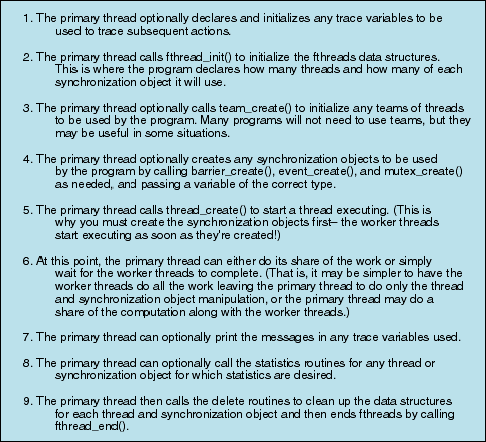 1. The primary thread optionally declares and initializes any trace variables to be
used to trace subsequent actions.
2. The primary thread calls fthread_init() to initialize the fthreads data structures.
This is where the program declares how many threads and how many of each
synchronization object it will use.
3. The primary thread optionally calls team_create() to initialize any teams of threads
to be used by the program. Many programs will not need to use teams, but they
may be useful in some situations.
4. The primary thread optionally creates any synchronization objects to be used
by the program by calling barrier_create(), event_create(), and mutex_create()
as needed, and passing a variable of the correct type.
5. The primary thread calls thread_create() to start a thread executing. (This is
why you must create the synchronization objects first– the worker threads
start executing as soon as they're created!)
6. At this point, the primary thread can either do its share of the work or simply
wait for the worker threads to complete. (That is, it may be simpler to have the
worker threads do all the work leaving the primary thread to do only the thread
and synchronization object manipulation, or the primary thread may do a
share of the computation along with the worker threads.)
7. The primary thread can optionally print the messages in any trace variables used.
8. The primary thread can optionally call the statistics routines for any thread or
synchronization object for which statistics are desired.
9. The primary thread then calls the delete routines to clean up the data structures
for each thread and synchronization object and then ends fthreads by calling
fthread_end().